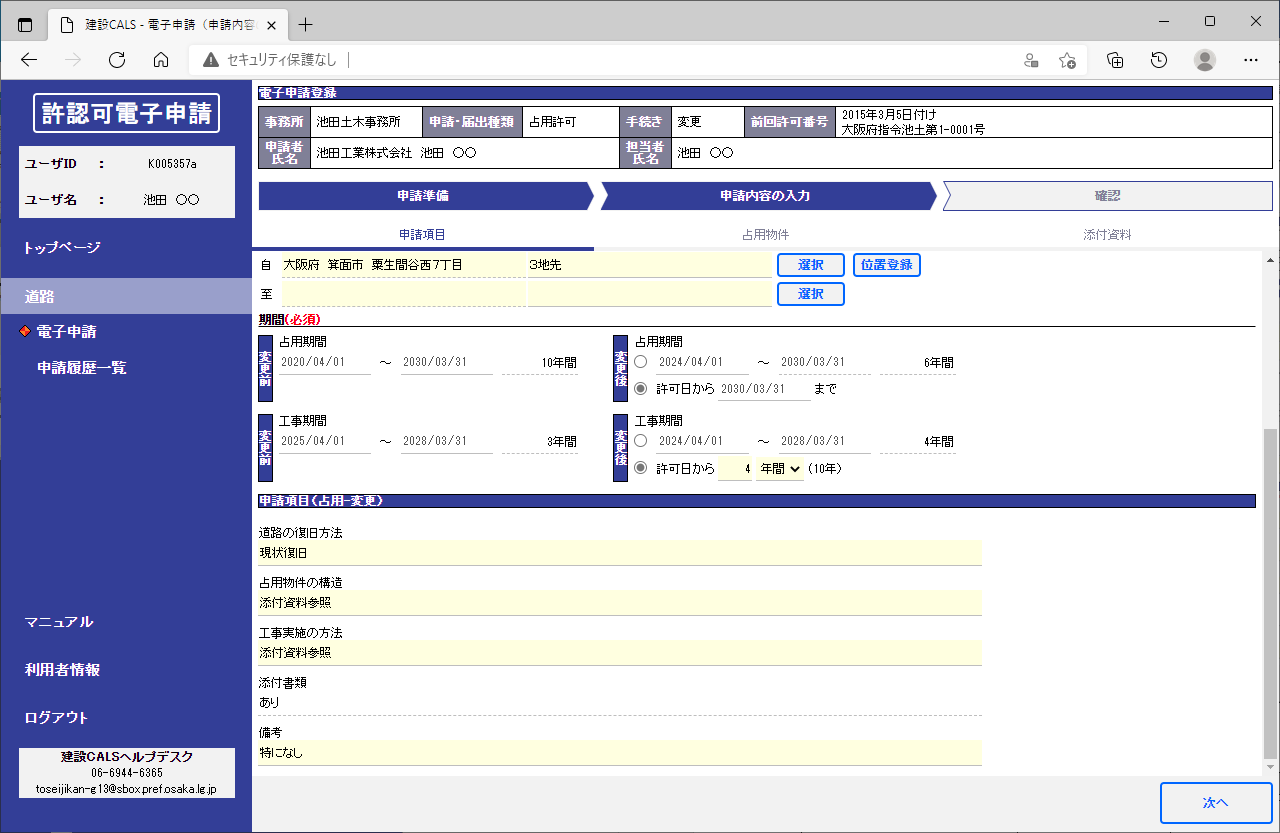 建設CALS - 電子申請（申請内容
セキュリティ保護なし
許認可電子申請
ユーザID ： K005357a
ユーザ名 ： 池田 〇〇
トップページ
道路
電子申請
申請履歴一覧
マニュアル
利用者情報
ログアウト
建設CALSヘルプデスク
06-6944-6365
toseijikan-g13@sbox.pref.osaka.lg.jp
電子申請登録
事務所 池田土木事務所 申請・届出種類 占用許可 手続き 変更 前回許可番号 2015年3月5日付け
大阪府指令池土第1-0001号
申請者氏名 池田工業株式会社 池田 〇〇 担当者氏名 池田 〇〇
申請準備 申請内容の入力 確認
申請項目 占用物件 添付資料
自 大阪府 箕面市 粟生間谷西7丁目 3地先 選択 位置登録
至 選択
期間(必須)
変更前 占用期間
2020/04/01 ～ 2030/03/31 10年間
変更後 占用期間
2024/04/01 ～ 2030/03/31 6年間
許可日から 2030/03/31 まで
変更前 工事期間
2025/04/01 ～ 2028/03/31 3年間
変更後 工事期間
2024/04/01 ～ 2028/03/31 4年間
許可日から 4 年間 (10年)
申請項目(占用-変更)
道路の復旧方法
現状復旧
占用物件の構造
添付資料参照
工事実施の方法
添付資料参照
添付書類
あり
備考
特になし
次へ